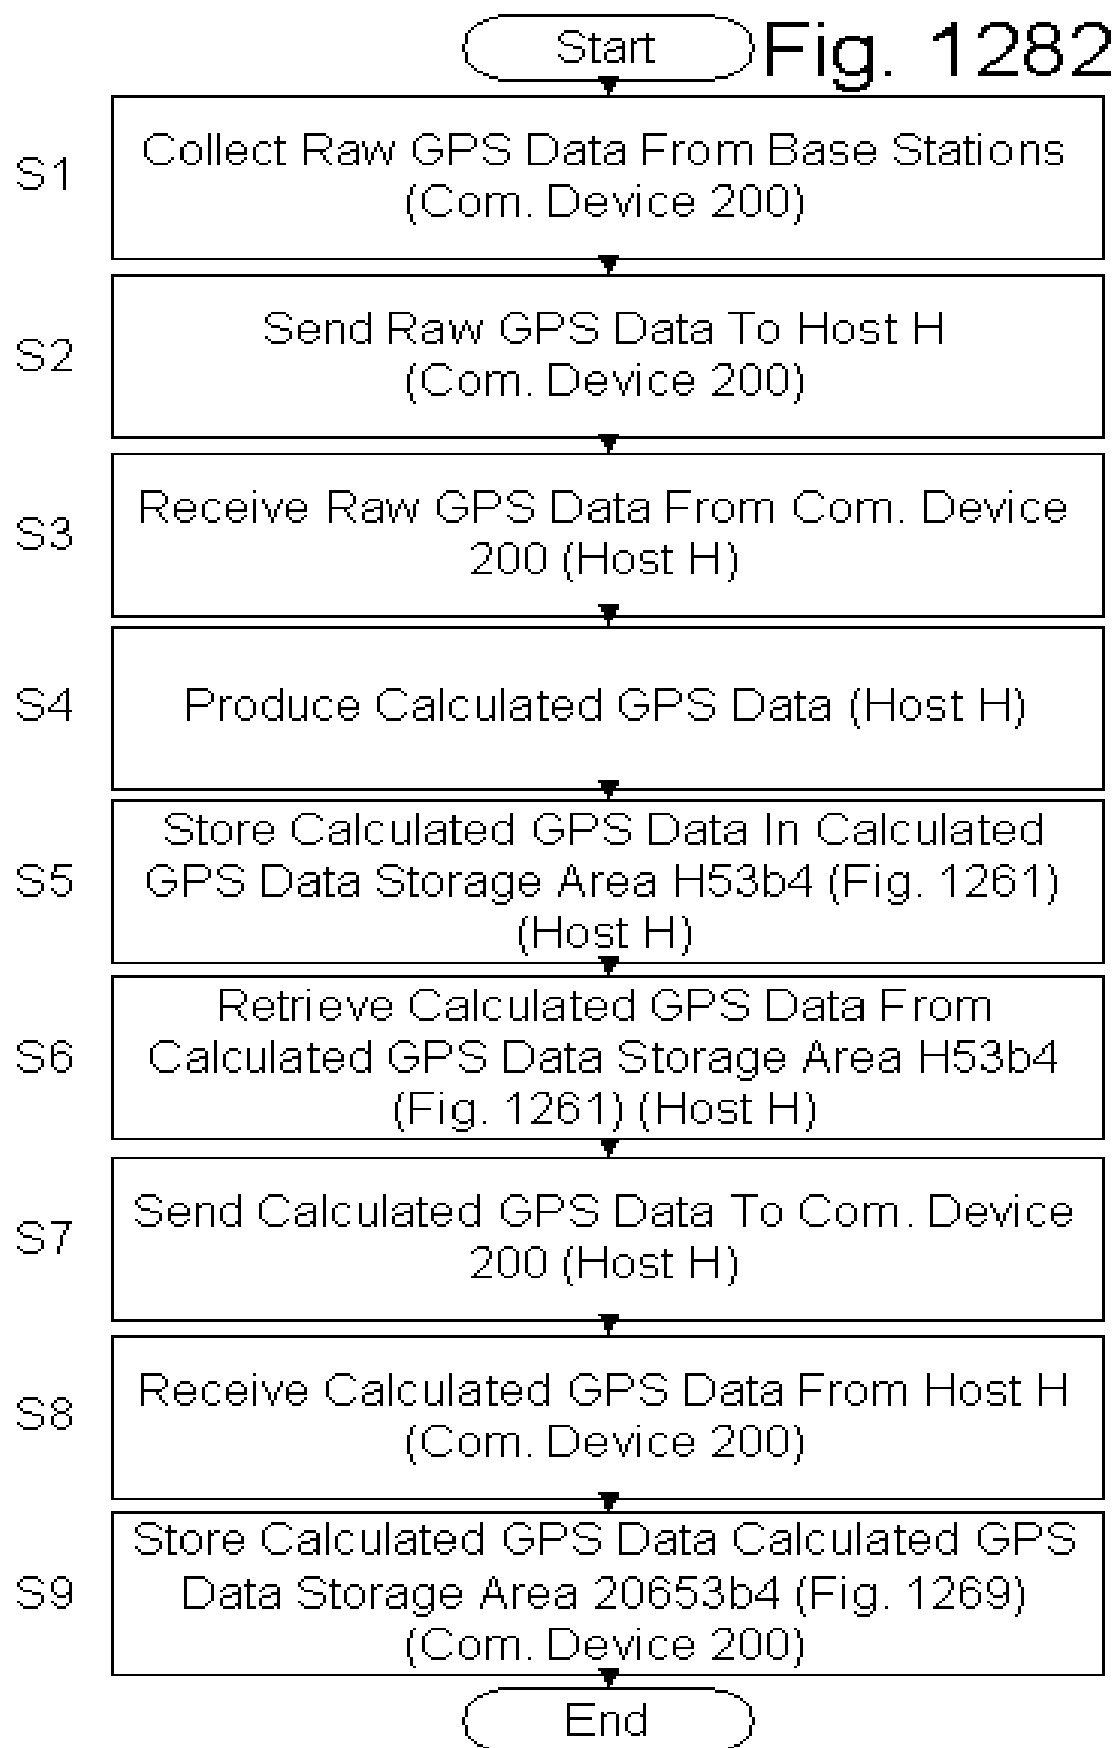 Start
Fig. 1282
S1
Collect Raw GPS Data From Base Stations
(Com. Device 200)
S2
Send Raw GPS Data To Host H
(Com. Device 200)
S3
Receive Raw GPS Data From Com. Device
200 (Host H)
S4
Produce Calculated GPS Data (Host H)
S5
Store Calculated GPS Data In Calculated
GPS Data Storage Area H53b4 (Fig. 1261)
(Host H)
S6
Retrieve Calculated GPS Data From
Calculated GPS Data Storage Area H53b4
(Fig. 1261) (Host H)
S7
Send Calculated GPS Data To Com. Device
200 (Host H)
S8
Receive Calculated GPS Data From Host H
(Com. Device 200)
S9
Store Calculated GPS Data Calculated GPS
Data Storage Area 20653b4 (Fig. 1269)
(Com. Device 200)
End